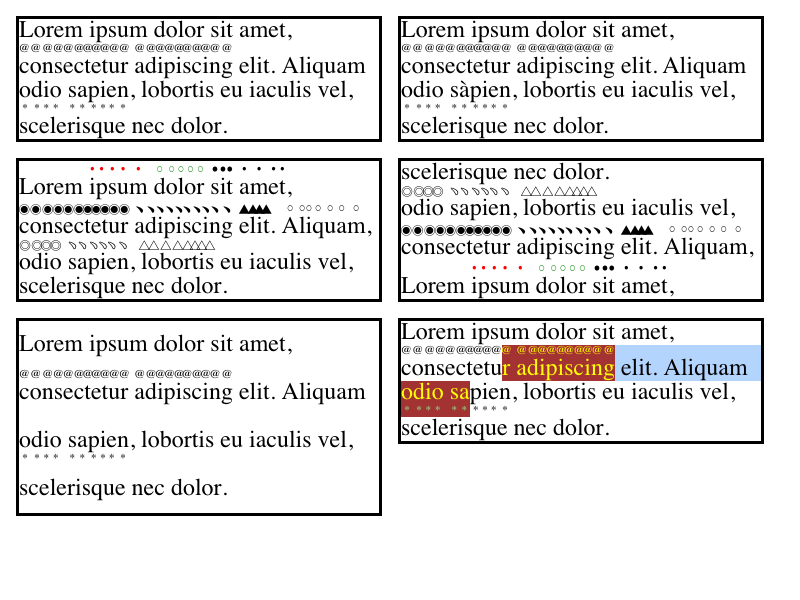 Lorem ipsum dolor sit amet,
consectetur adipiscing elit. Aliquam
odio sapien, lobortis eu iaculis vel,
scelerisque nec dolor.
Lorem ipsum dolor sit amet,
consectetur adipiscing elit. Aliquam
odio sàpien, lobortis eu iaculis vel,
scelerisque nec dolor.
Lorem ipsum dolor sit amet,
consectetur adipiscing elit. Aliquam,
odio sapien, lobortis eu iaculis vel,
scelerisque nec dolor.
scelerisque nec dolor.
odio sapien, lobortis eu iaculis vel,
consectetur adipiscing elit. Aliquam,
Lorem ipsum dolor sit amet,
Lorem ipsum dolor sit amet,
consectetur adipiscing elit. Aliquam
odio sapien, lobortis eu iaculis vel,
scelerisque nec dolor.
Lorem ipsum dolor sit amet,
consectetur adipiscing elit. Aliquam
odio sapien, lobortis eu iaculis vel,
scelerisque nec dolor.